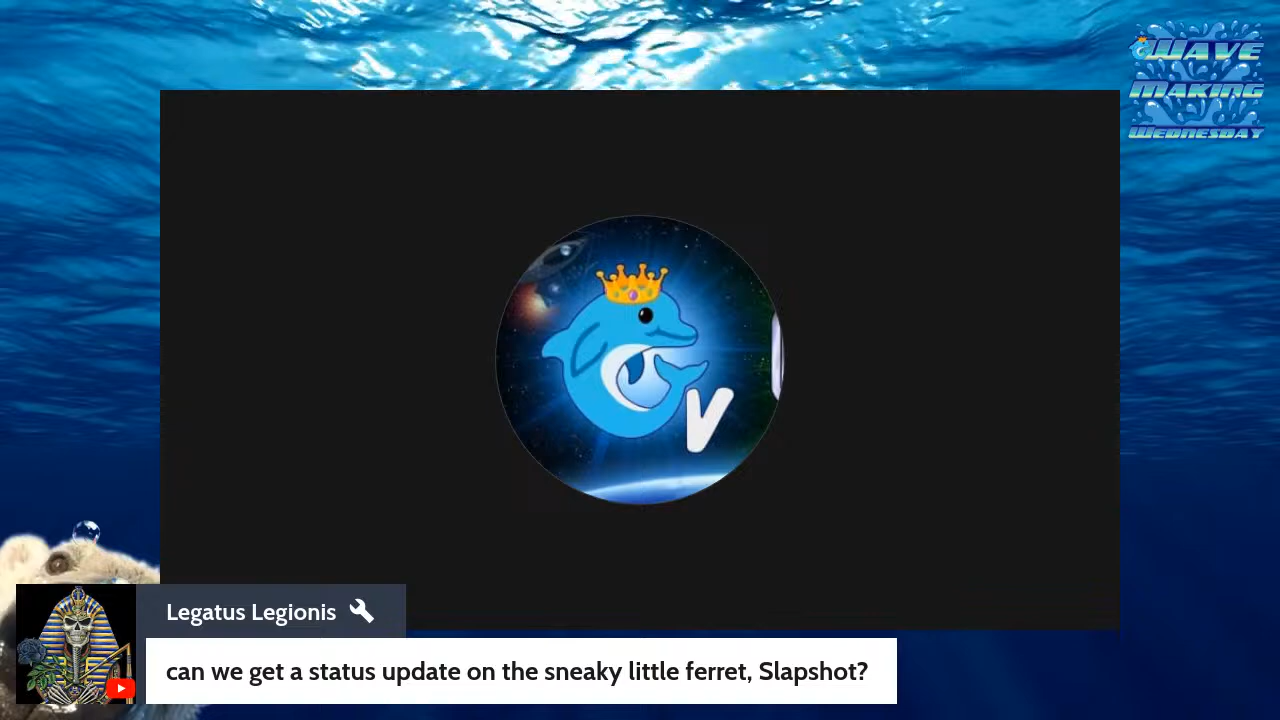 WAVE
MAKING
WEDNESDAY
V
Legatus Legionis
can we get a status update on the sneaky little ferret, Slapshot?